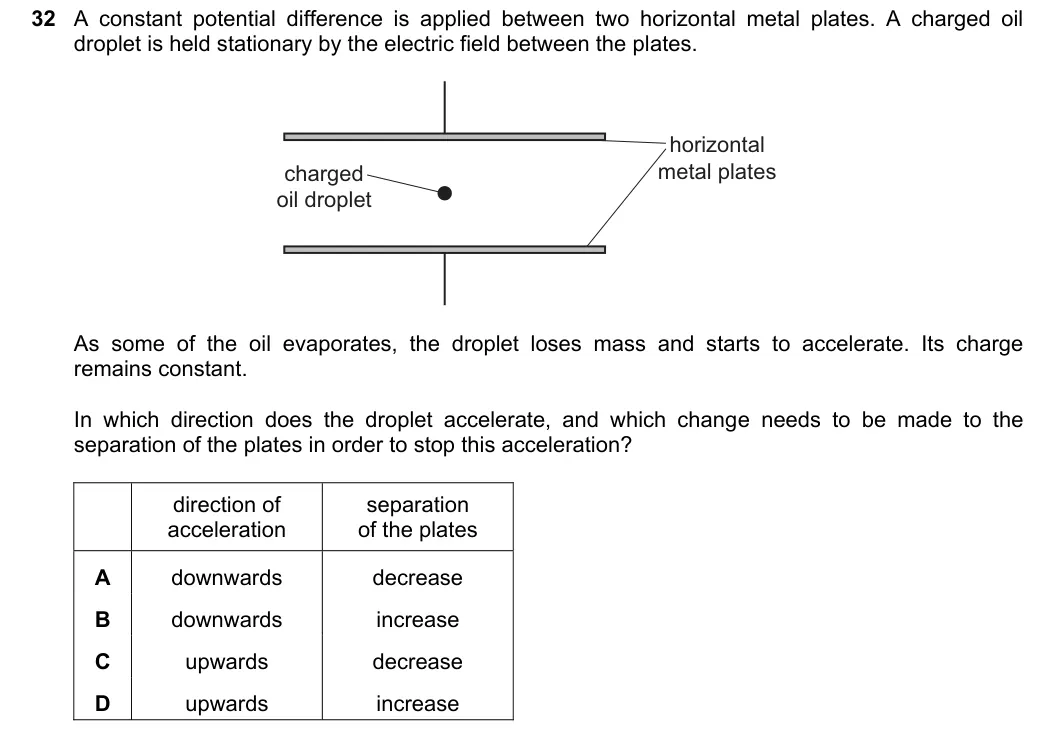 32 A constant potential difference is applied between two horizontal metal plates. A charged oil
droplet is held stationary by the electric field between the plates.
horizontal
metal plates
charged
oil droplet
As some of the oil evaporates, the droplet loses mass and starts to accelerate. Its charge
remains constant.
In which direction does the droplet accelerate, and which change needs to be made to the
separation of the plates in order to stop this acceleration?
direction of acceleration separation of the plates
A downwards decrease
B downwards increase
C upwards decrease
D upwards increase